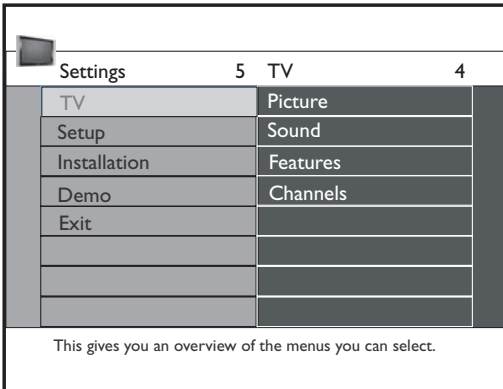 Settings 5 TV 4
TV Picture
Setup Sound
Installation Features
Demo Channels
Exit
This gives you an overview of the menus you can select.